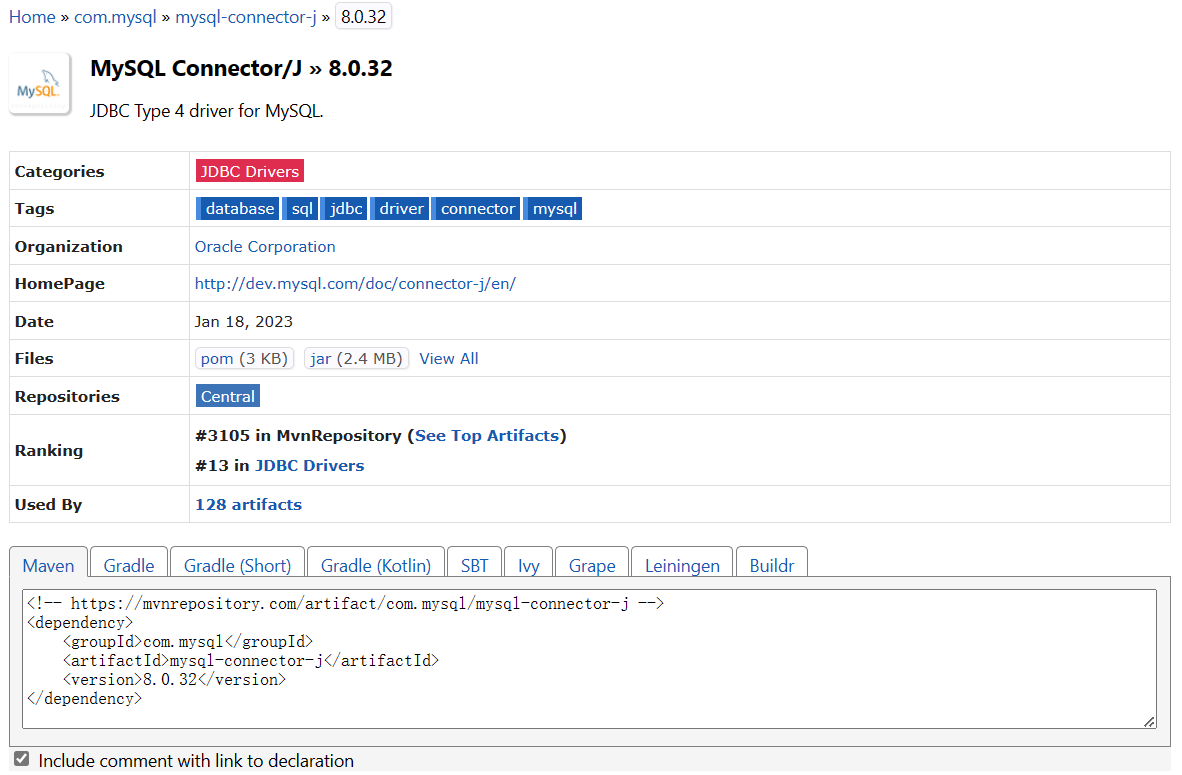 Home » com.mysql » mysql-connector-j » 8.0.32
MySQL Connector/J » 8.0.32
MySQL
JDBC Type 4 driver for MySQL.
Categories JDBC Drivers
Tags database sql jdbc driver connector mysql
Organization Oracle Corporation
HomePage http://dev.mysql.com/doc/connector-j/en/
Date Jan 18, 2023
Files pom (3 KB) jar (2.4 MB) View All
Repositories Central
Ranking #3105 in MvnRepository (See Top Artifacts)
#13 in JDBC Drivers
Used By 128 artifacts
Maven Gradle Gradle (Short) Gradle (Kotlin) SBT Ivy Grape Leiningen Buildr
<!-- https://mvnrepository.com/artifact/com.mysql/mysql-connector-j -->
<dependency>
    <groupId>com.mysql</groupId>
    <artifactId>mysql-connector-j</artifactId>
    <version>8.0.32</version>
</dependency>
Include comment with link to declaration